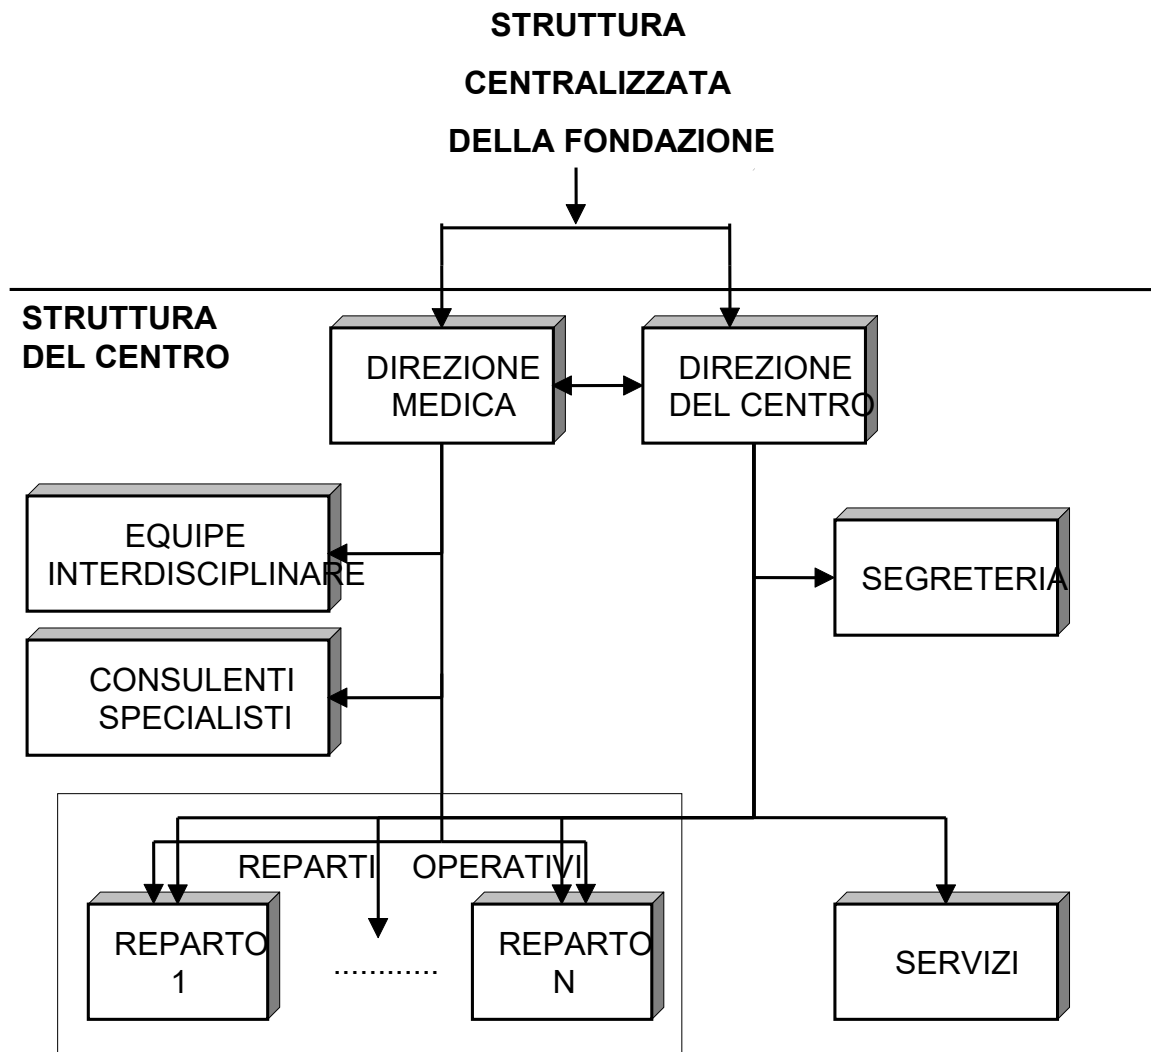 STRUTTURA
CENTRALIZZATA
DELLA FONDAZIONE
STRUTTURA
DEL CENTRO
DIREZIONE
MEDICA
DIREZIONE
DEL CENTRO
EQUIPE
INTERDISCIPLINARE
SEGRETERIA
CONSULENTI
SPECIALISTI
REPARTI OPERATIVI
REPARTO
1
............
REPARTO
N
SERVIZI